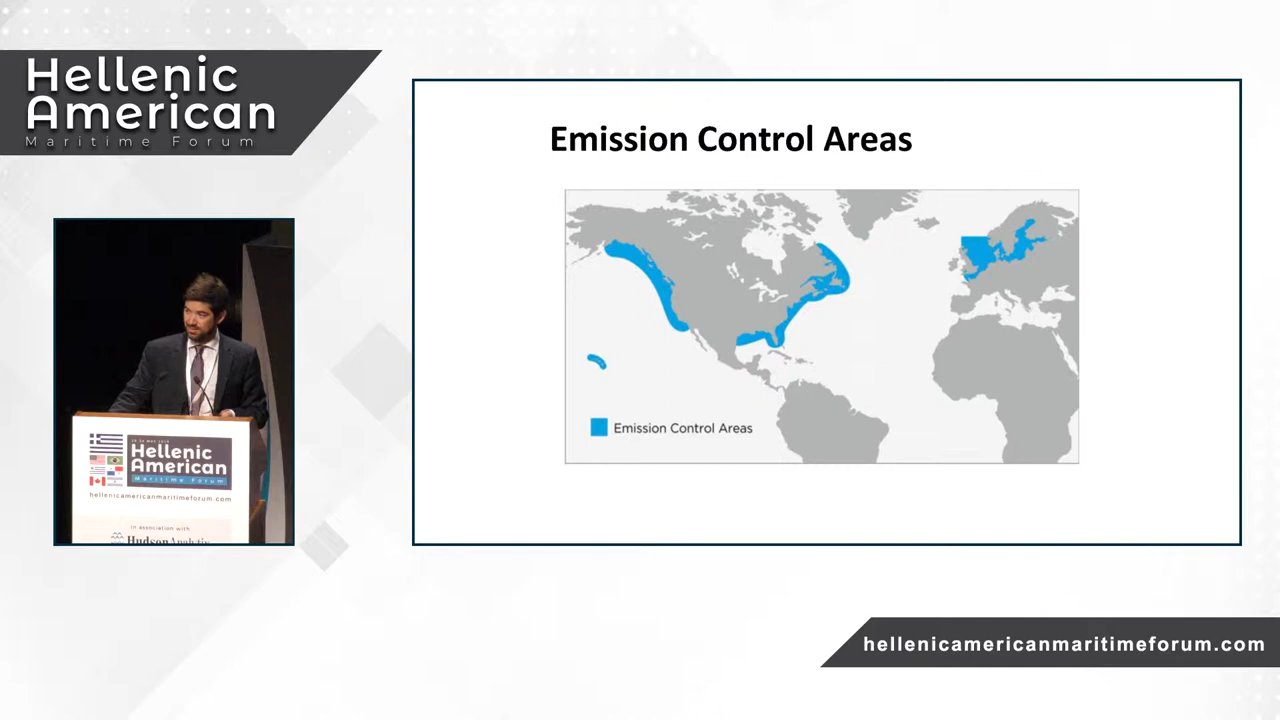 Hellenic
American
Maritime Forum
Emission Control Areas
Emission Control Areas
Hellenic
American
Maritime Forum
hellenicamericanmaritimeforum.com
in association with
hellenicamericanmaritimeforum.com